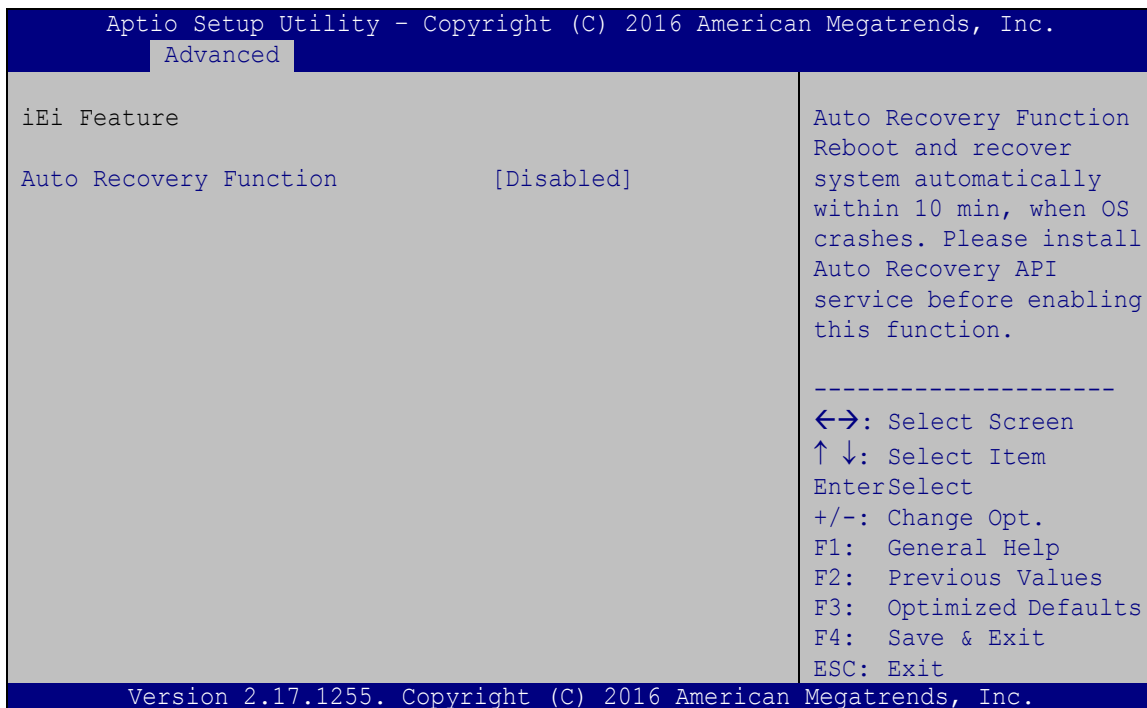 Aptio Setup Utility – Copyright (C) 2016 American Megatrends, Inc.
Advanced
iEi Feature
Auto Recovery Function [Disabled]
Auto Recovery Function
Reboot and recover
system automatically
within 10 min, when OS
crashes. Please install
Auto Recovery API
service before enabling
this function.
---------------------
←→: Select Screen
↑ ↓: Select Item
EnterSelect
+/-: Change Opt.
F1: General Help
F2: Previous Values
F3: Optimized Defaults
F4: Save & Exit
ESC: Exit
Version 2.17.1255. Copyright (C) 2016 American Megatrends, Inc.